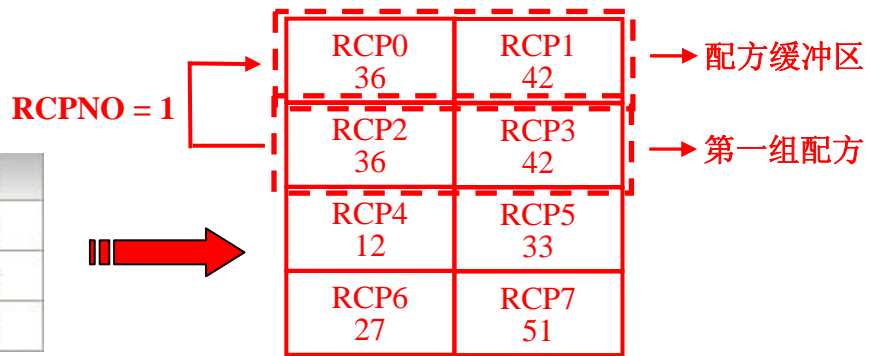 RCP0 RCP1
36 42
配方缓冲区
RCPNO = 1
RCP2 RCP3
36 42
第一组配方
RCP4 RCP5
12 33
RCP6 RCP7
27 51